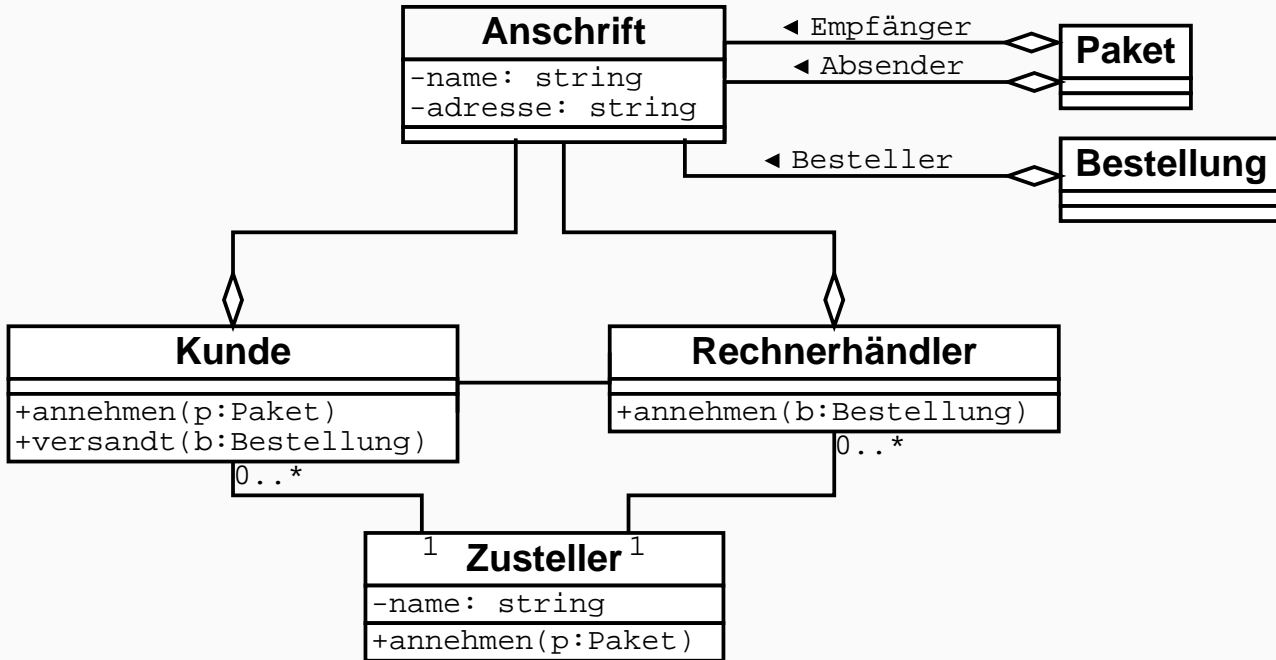 Anschrift
-name: string
-adresse: string
◄ Empfänger
◄ Absender
Paket
◄ Besteller
Bestellung
Kunde
+annehmen(p:Paket)
+versandt(b:Bestellung)
0..*
Rechnerhändler
+annehmen(b:Bestellung)
0..*
1
1
Zusteller
-name: string
+annehmen(p:Paket)